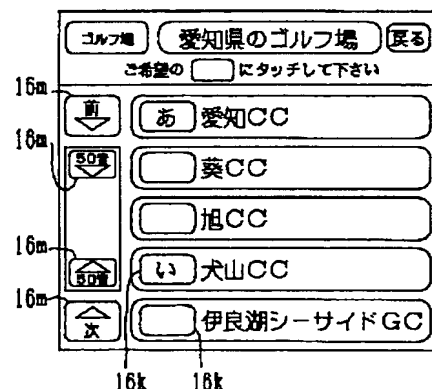 ゴルフ場 愛知県のゴルフ場 戻る
ご希望の にタッチして下さい
16m 前 あ 愛知CC
16m 50音 葵CC
旭CC
16m 50音 い 犬山CC
16m 次 伊良湖シーサイドGC
16k 16k